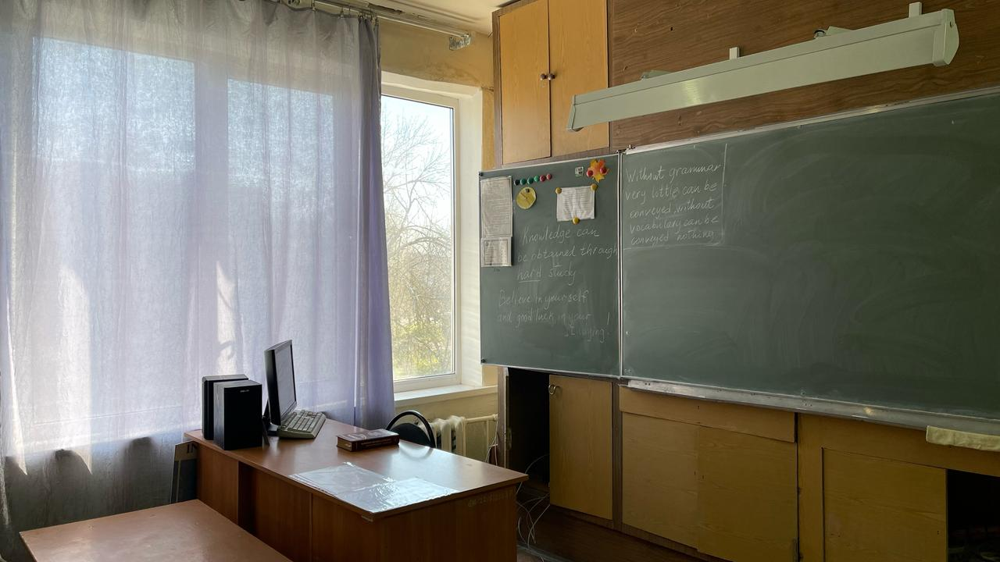 Knowledge can
be obtained through
hard study
Believe in yourself
and good luck in your
studying!
Without grammar
very little can be
conveyed, without
vocabulary can be
conveyed nothing